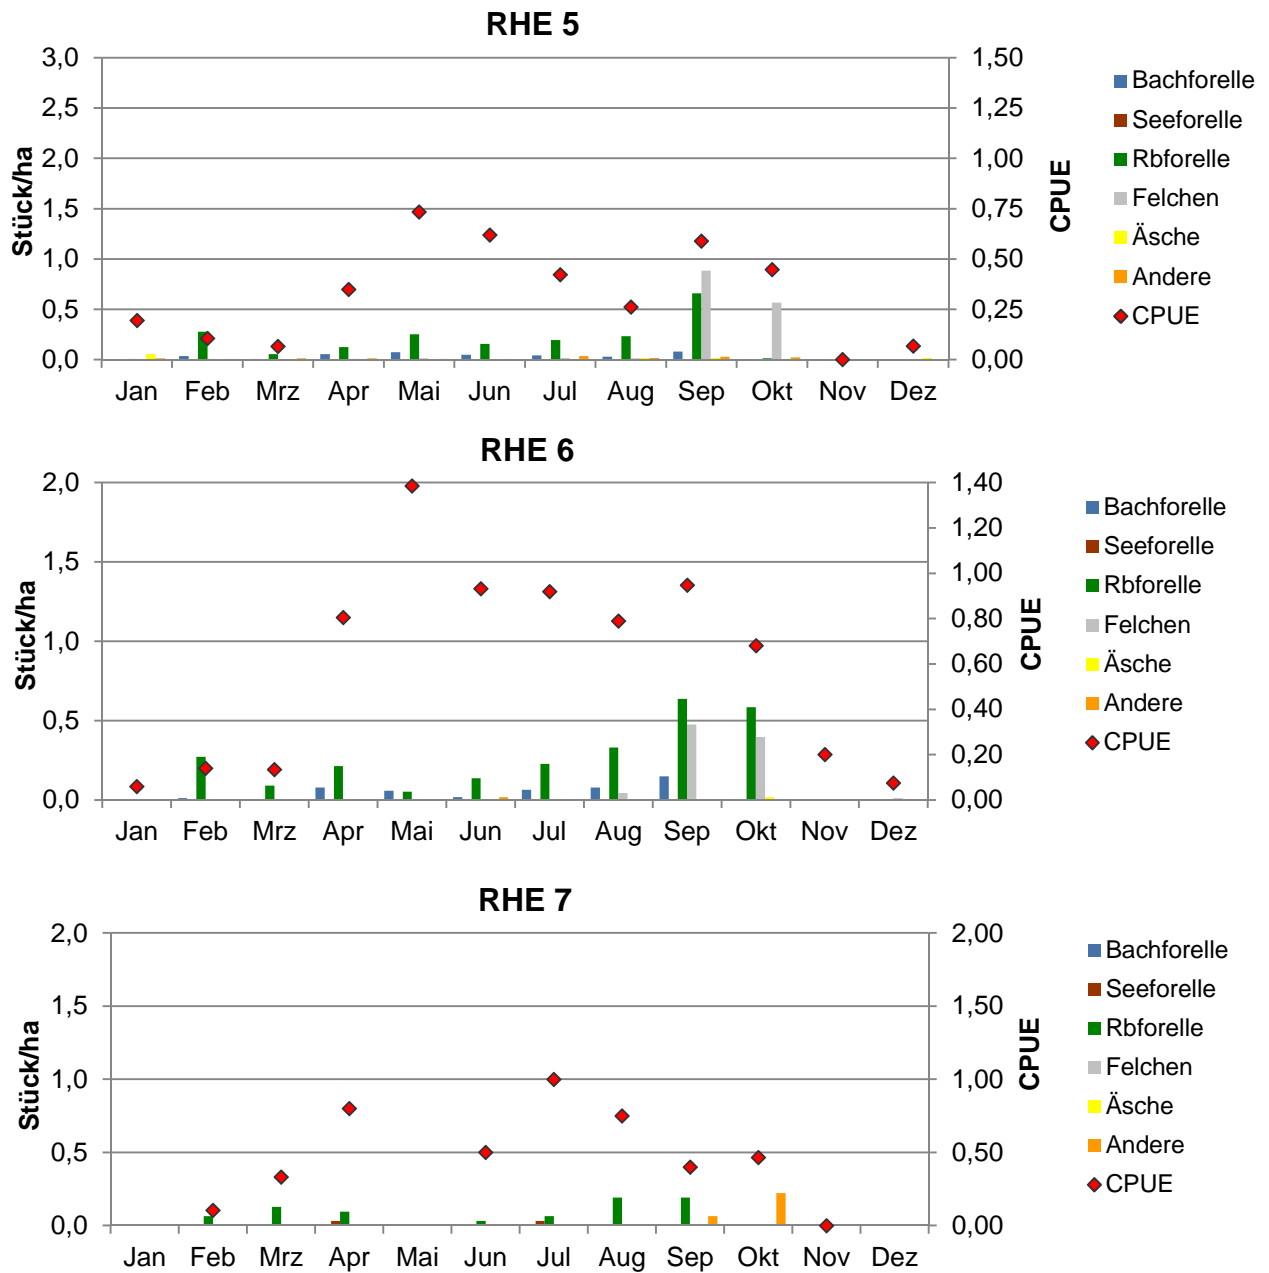 RHE 5
3,0
2,5
2,0
1,5
1,0
0,5
0,0
Stück/ha
1,50
1,25
1,00
0,75
0,50
0,25
0,00
CPUE
Jan Feb Mrz Apr Mai Jun Jul Aug Sep Okt Nov Dez
Bachforelle
Seeforelle
Rbforelle
Felchen
Äsche
Andere
CPUE
RHE 6
2,0
1,5
1,0
0,5
0,0
Stück/ha
1,40
1,20
1,00
0,80
0,60
0,40
0,20
0,00
CPUE
Jan Feb Mrz Apr Mai Jun Jul Aug Sep Okt Nov Dez
Bachforelle
Seeforelle
Rbforelle
Felchen
Äsche
Andere
CPUE
RHE 7
2,0
1,5
1,0
0,5
0,0
Stück/ha
2,00
1,50
1,00
0,50
0,00
CPUE
Jan Feb Mrz Apr Mai Jun Jul Aug Sep Okt Nov Dez
Bachforelle
Seeforelle
Rbforelle
Felchen
Äsche
Andere
CPUE